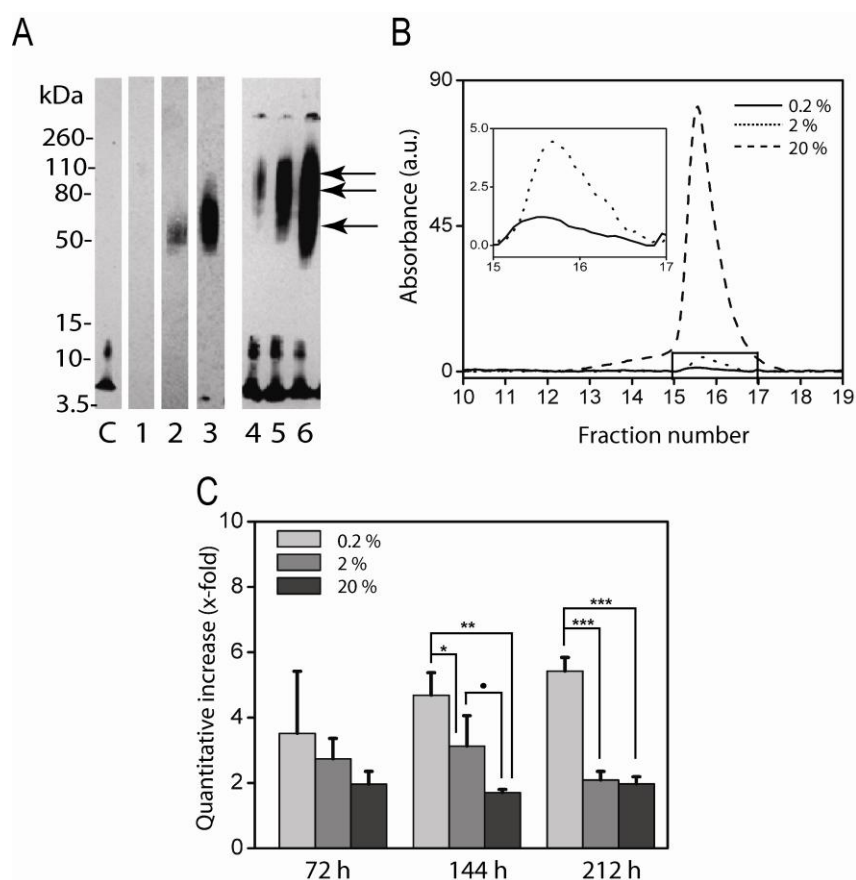 A
kDa
260-
110-
80-
50-
15-
10-
3.5-
C 1 2 3 4 5 6
B
Absorbance (a.u.)
90
45
0
0.2 %
2 %
20 %
5.0
2.5
0.0
15 16 17
10 11 12 13 14 15 16 17 18 19
Fraction number
C
Quantitative increase (x-fold)
10
8
6
4
2
0
0.2 %
2 %
20 %
**
*
•
***
***
72 h 144 h 212 h